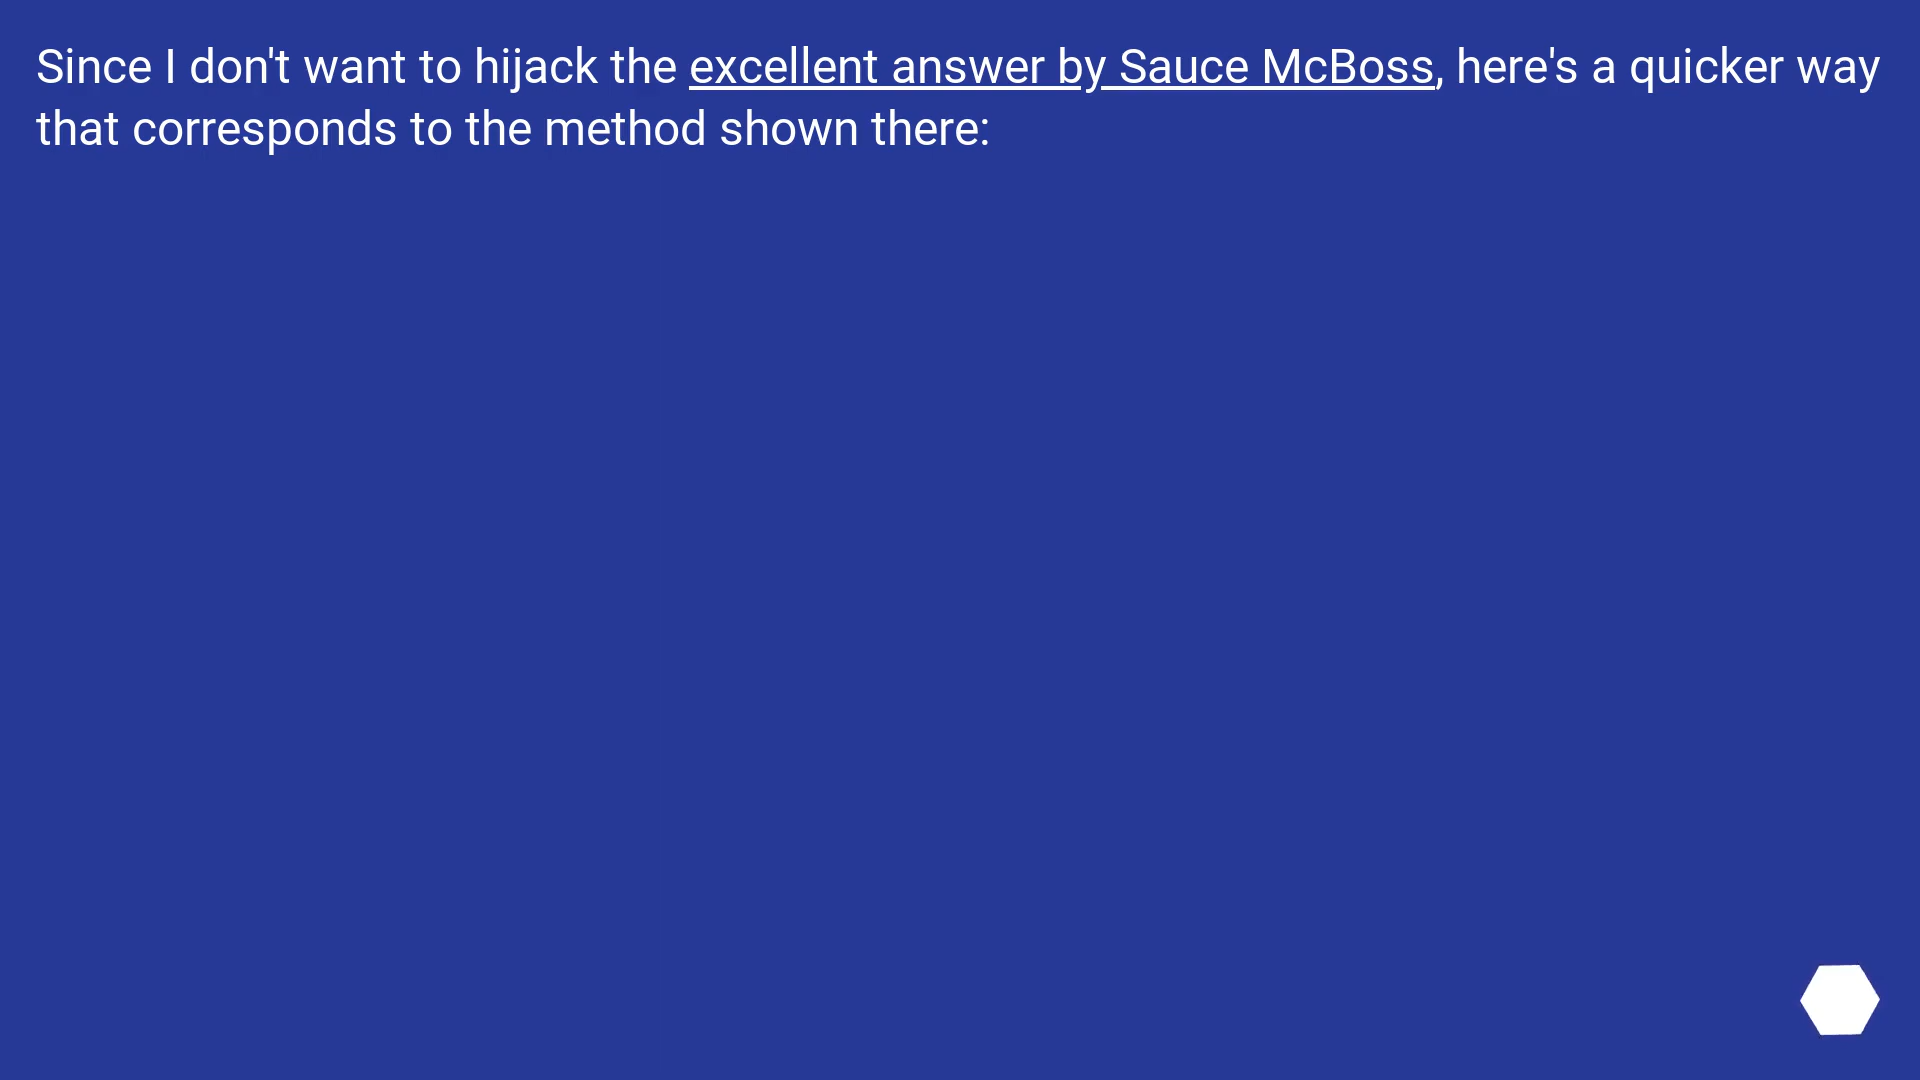 Since I don't want to hijack the excellent answer by Sauce McBoss, here's a quicker way
that corresponds to the method shown there: